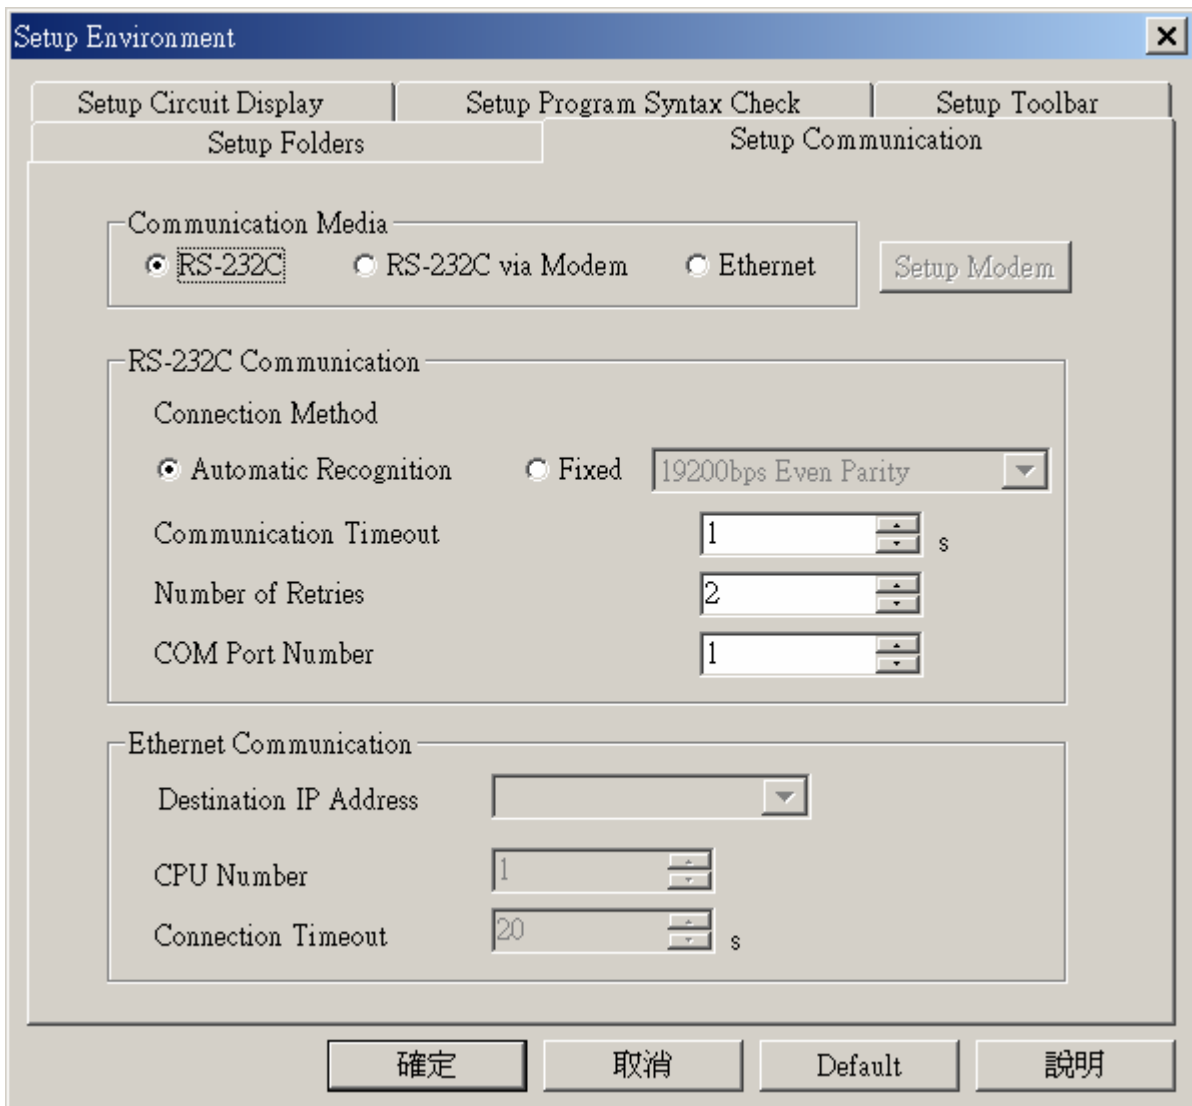 Setup Environment
Setup Circuit Display Setup Program Syntax Check Setup Toolbar
Setup Folders Setup Communication
Communication Media
RS-232C RS-232C via Modem Ethernet Setup Modem
RS-232C Communication
Connection Method
Automatic Recognition Fixed 19200bps Even Parity
Communication Timeout 1 s
Number of Retries 2
COM Port Number 1
Ethernet Communication
Destination IP Address
CPU Number 1
Connection Timeout 20 s
確定 取消 Default 說明